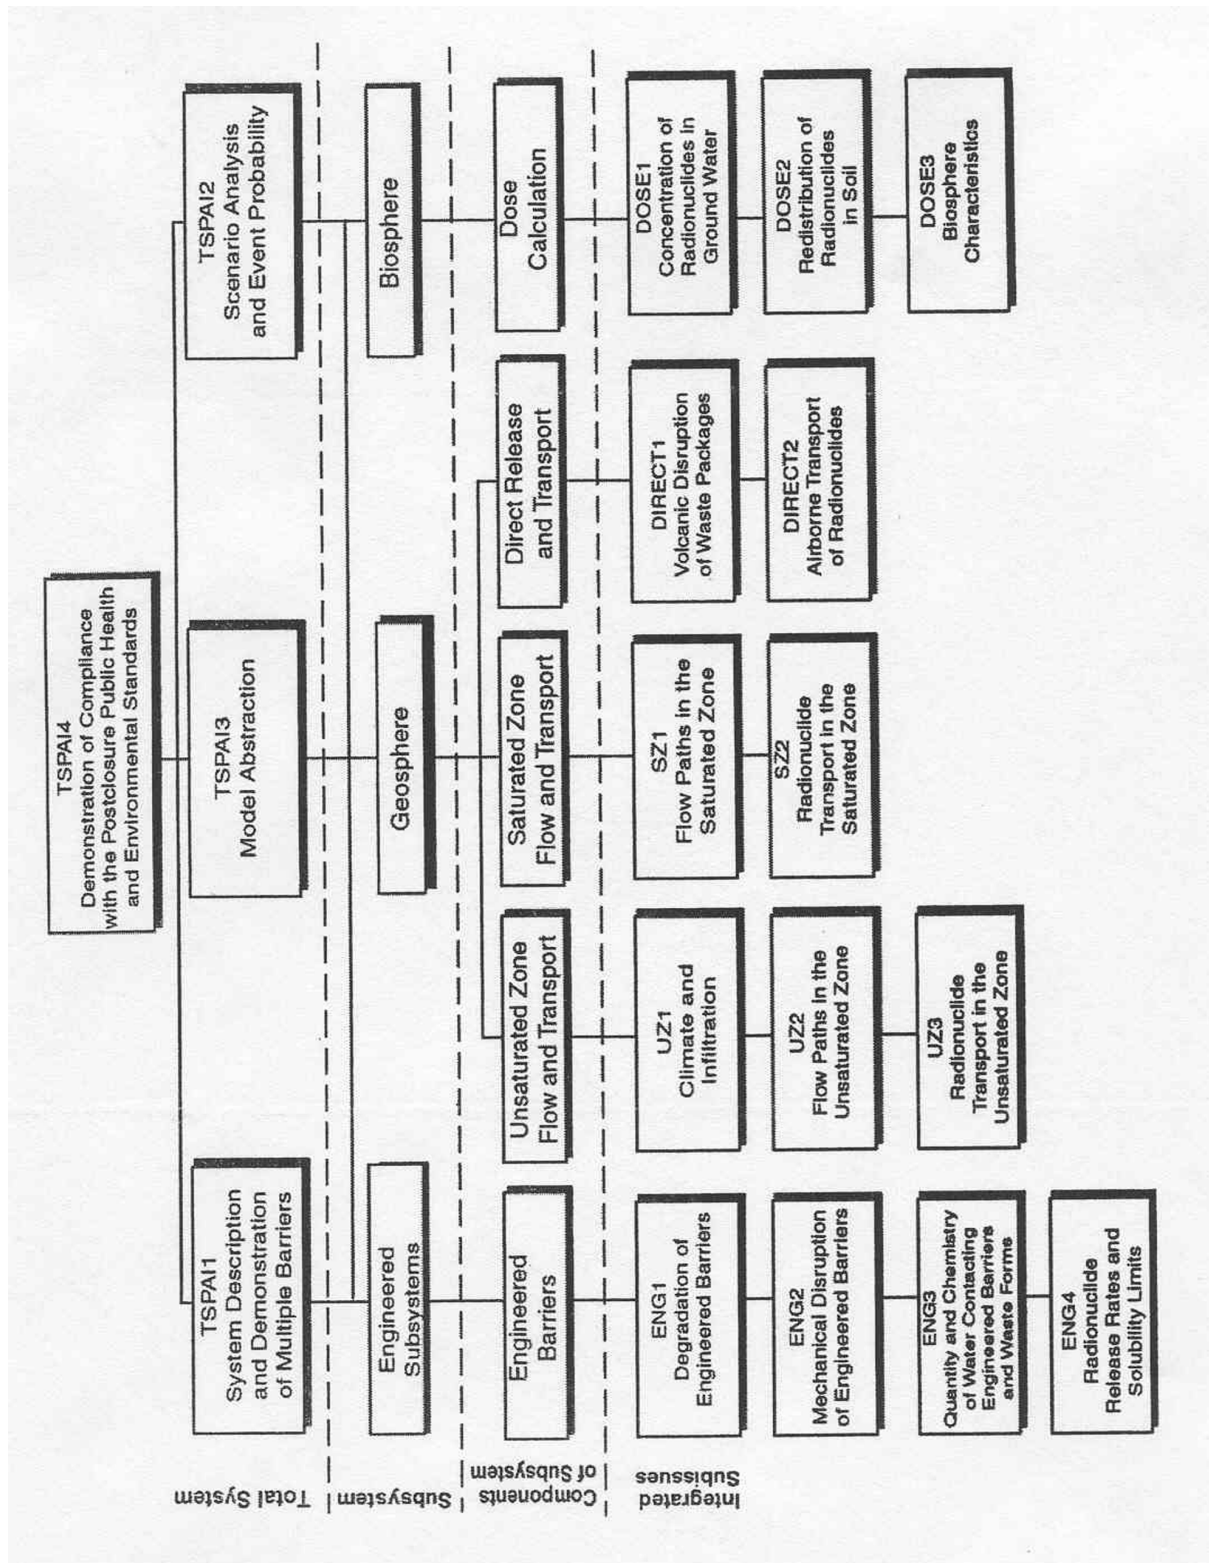 TSPAI4
Demonstration of Compliance
with the Postclosure Public Health
and Environmental Standards
TSPAI1
System Description
and Demonstration
of Multiple Barriers
TSPAI3
Model Abstraction
TSPAI2
Scenario Analysis
and Event Probability
Total System
Engineered
Subsystems
Geosphere
Biosphere
Subsystem
Engineered
Barriers
Unsaturated Zone
Flow and Transport
Saturated Zone
Flow and Transport
Direct Release
and Transport
Dose
Calculation
Components
of Subsystem
ENG1
Degradation of
Engineered Barriers
UZ1
Climate and
Infiltration
SZ1
Flow Paths in the
Saturated Zone
DIRECT1
Volcanic Disruption
of Waste Packages
DOSE1
Concentration of
Radionuclides in
Ground Water
Integrated
Subissues
ENG2
Mechanical Disruption
of Engineered Barriers
UZ2
Flow Paths in the
Unsaturated Zone
SZ2
Radionuclide
Transport in the
Saturated Zone
DIRECT2
Airborne Transport
of Radionuclides
DOSE2
Redistribution of
Radionuclides
in Soil
ENG3
Quantity and Chemistry
of Water Contacting
Engineered Barriers
and Waste Forms
UZ3
Radionuclide
Transport in the
Unsaturated Zone
DOSE3
Biosphere
Characteristics
ENG4
Radionuclide
Release Rates and
Solubility Limits